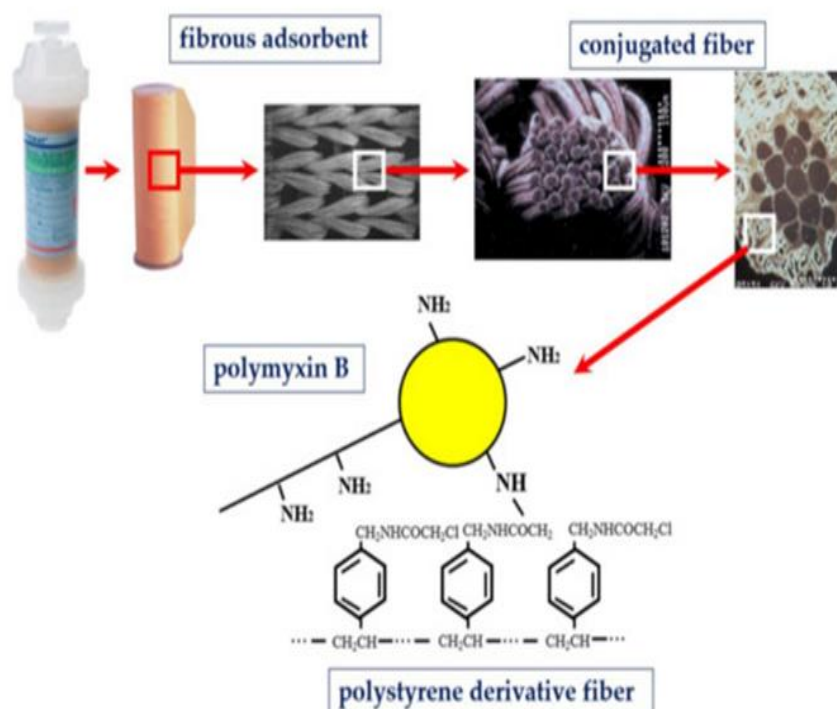 fibrous adsorbent
conjugated fiber
NH₂
NH₂
polymyxin B
NH
NH₂
NH₂
CH₂NHCOCH₂Cl CH₂NHCOCH₂ CH₂NHCOCH₂Cl
··· CH₂CH ··· CH₂CH ··· CH₂CH ···
polystyrene derivative fiber